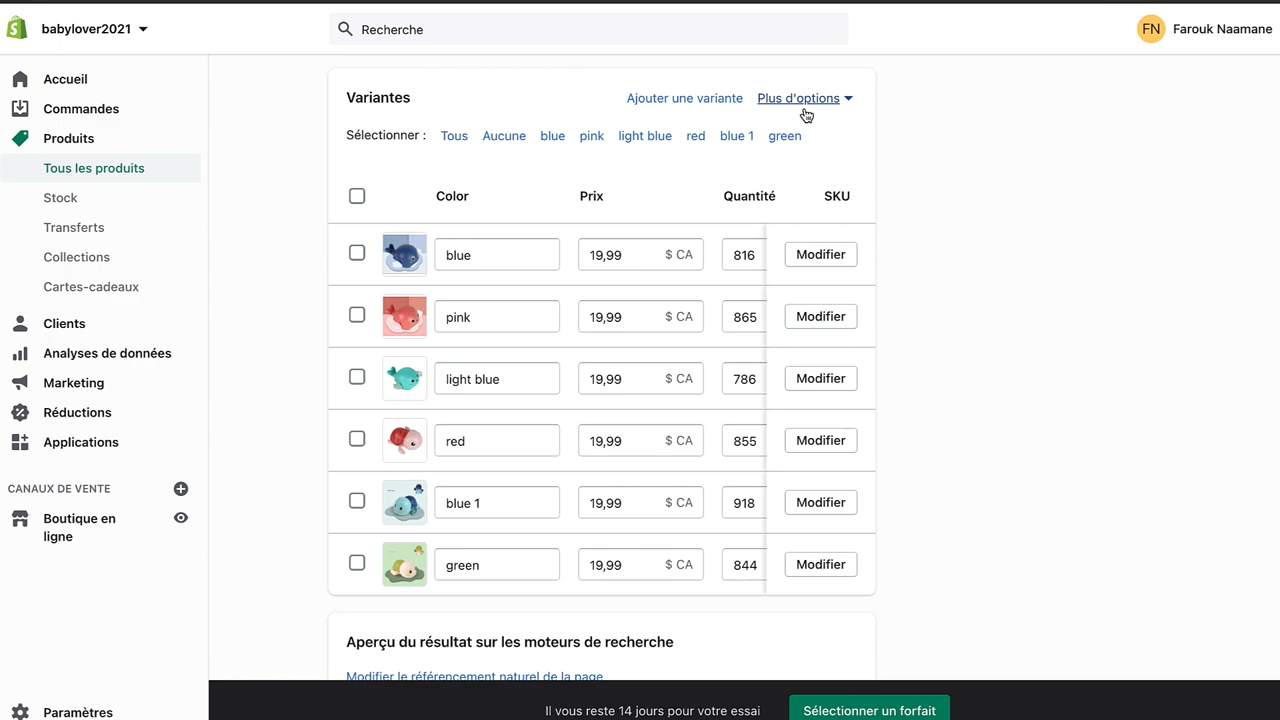 babylover2021
Recherche
FN
Farouk Naamane
Accueil
Commandes
Produits
Tous les produits
Stock
Transferts
Collections
Cartes-cadeaux
Clients
Analyses de données
Marketing
Réductions
Applications
CANAUX DE VENTE
Boutique en
ligne
Paramètres
Variantes
Ajouter une variante
Plus d'options
Sélectionner : Tous Aucune blue pink light blue red blue 1 green
Color Prix Quantité SKU
blue 19,99 $ CA 816 Modifier
pink 19,99 $ CA 865 Modifier
light blue 19,99 $ CA 786 Modifier
red 19,99 $ CA 855 Modifier
blue 1 19,99 $ CA 918 Modifier
green 19,99 $ CA 844 Modifier
Aperçu du résultat sur les moteurs de recherche
Modifier le référencement naturel de la page
Il vous reste 14 jours pour votre essai
Sélectionner un forfait